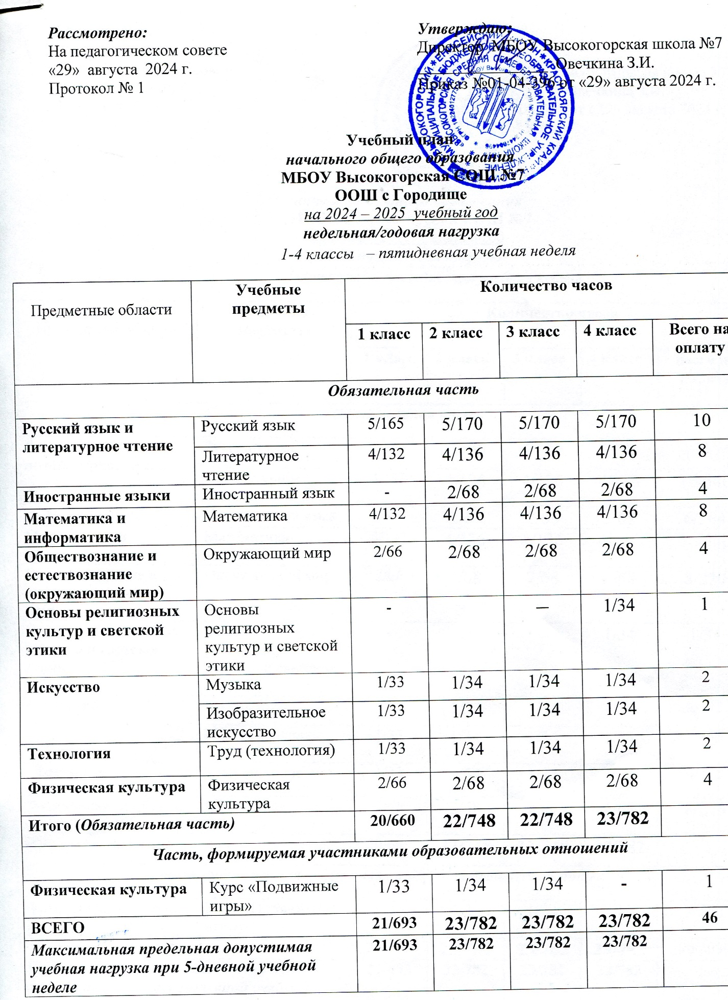 Рассмотрено:
На педагогическом совете
«29» августа 2024 г.
Протокол № 1
Утверждаю:
Директор МБОУ Высокогорская школа №7
Овечкина З.И.
Приказ №01-04-396 от «29» августа 2024 г.
Учебный план
начального общего образования
МБОУ Высокогорская СОШ №7
ООШ с Городище
на 2024 – 2025 учебный год
недельная/годовая нагрузка
1-4 классы – пятидневная учебная неделя
Предметные области
Учебные
предметы
Количество часов
1 класс 2 класс 3 класс 4 класс Всего на
оплату
Обязательная часть
Русский язык и
литературное чтение
Русский язык 5/165 5/170 5/170 5/170 10
Литературное
чтение
4/132 4/136 4/136 4/136 8
Иностранные языки Иностранный язык - 2/68 2/68 2/68 4
Математика и
информатика
Математика 4/132 4/136 4/136 4/136 8
Обществознание и
естествознание
(окружающий мир)
Окружающий мир 2/66 2/68 2/68 2/68 4
Основы религиозных
культур и светской
этики
Основы
религиозных
культур и светской
этики
- — 1/34 1
Искусство Музыка 1/33 1/34 1/34 1/34 2
Изобразительное
искусство
1/33 1/34 1/34 1/34 2
Технология Труд (технология) 1/33 1/34 1/34 1/34 2
Физическая культура Физическая
культура
2/66 2/68 2/68 2/68 4
Итого (Обязательная часть) 20/660 22/748 22/748 23/782
Часть, формируемая участниками образовательных отношений
Физическая культура Курс «Подвижные
игры»
1/33 1/34 1/34 - 1
ВСЕГО 21/693 23/782 23/782 23/782 46
Максимальная предельная допустимая
учебная нагрузка при 5-дневной учебной
неделе
21/693 23/782 23/782 23/782